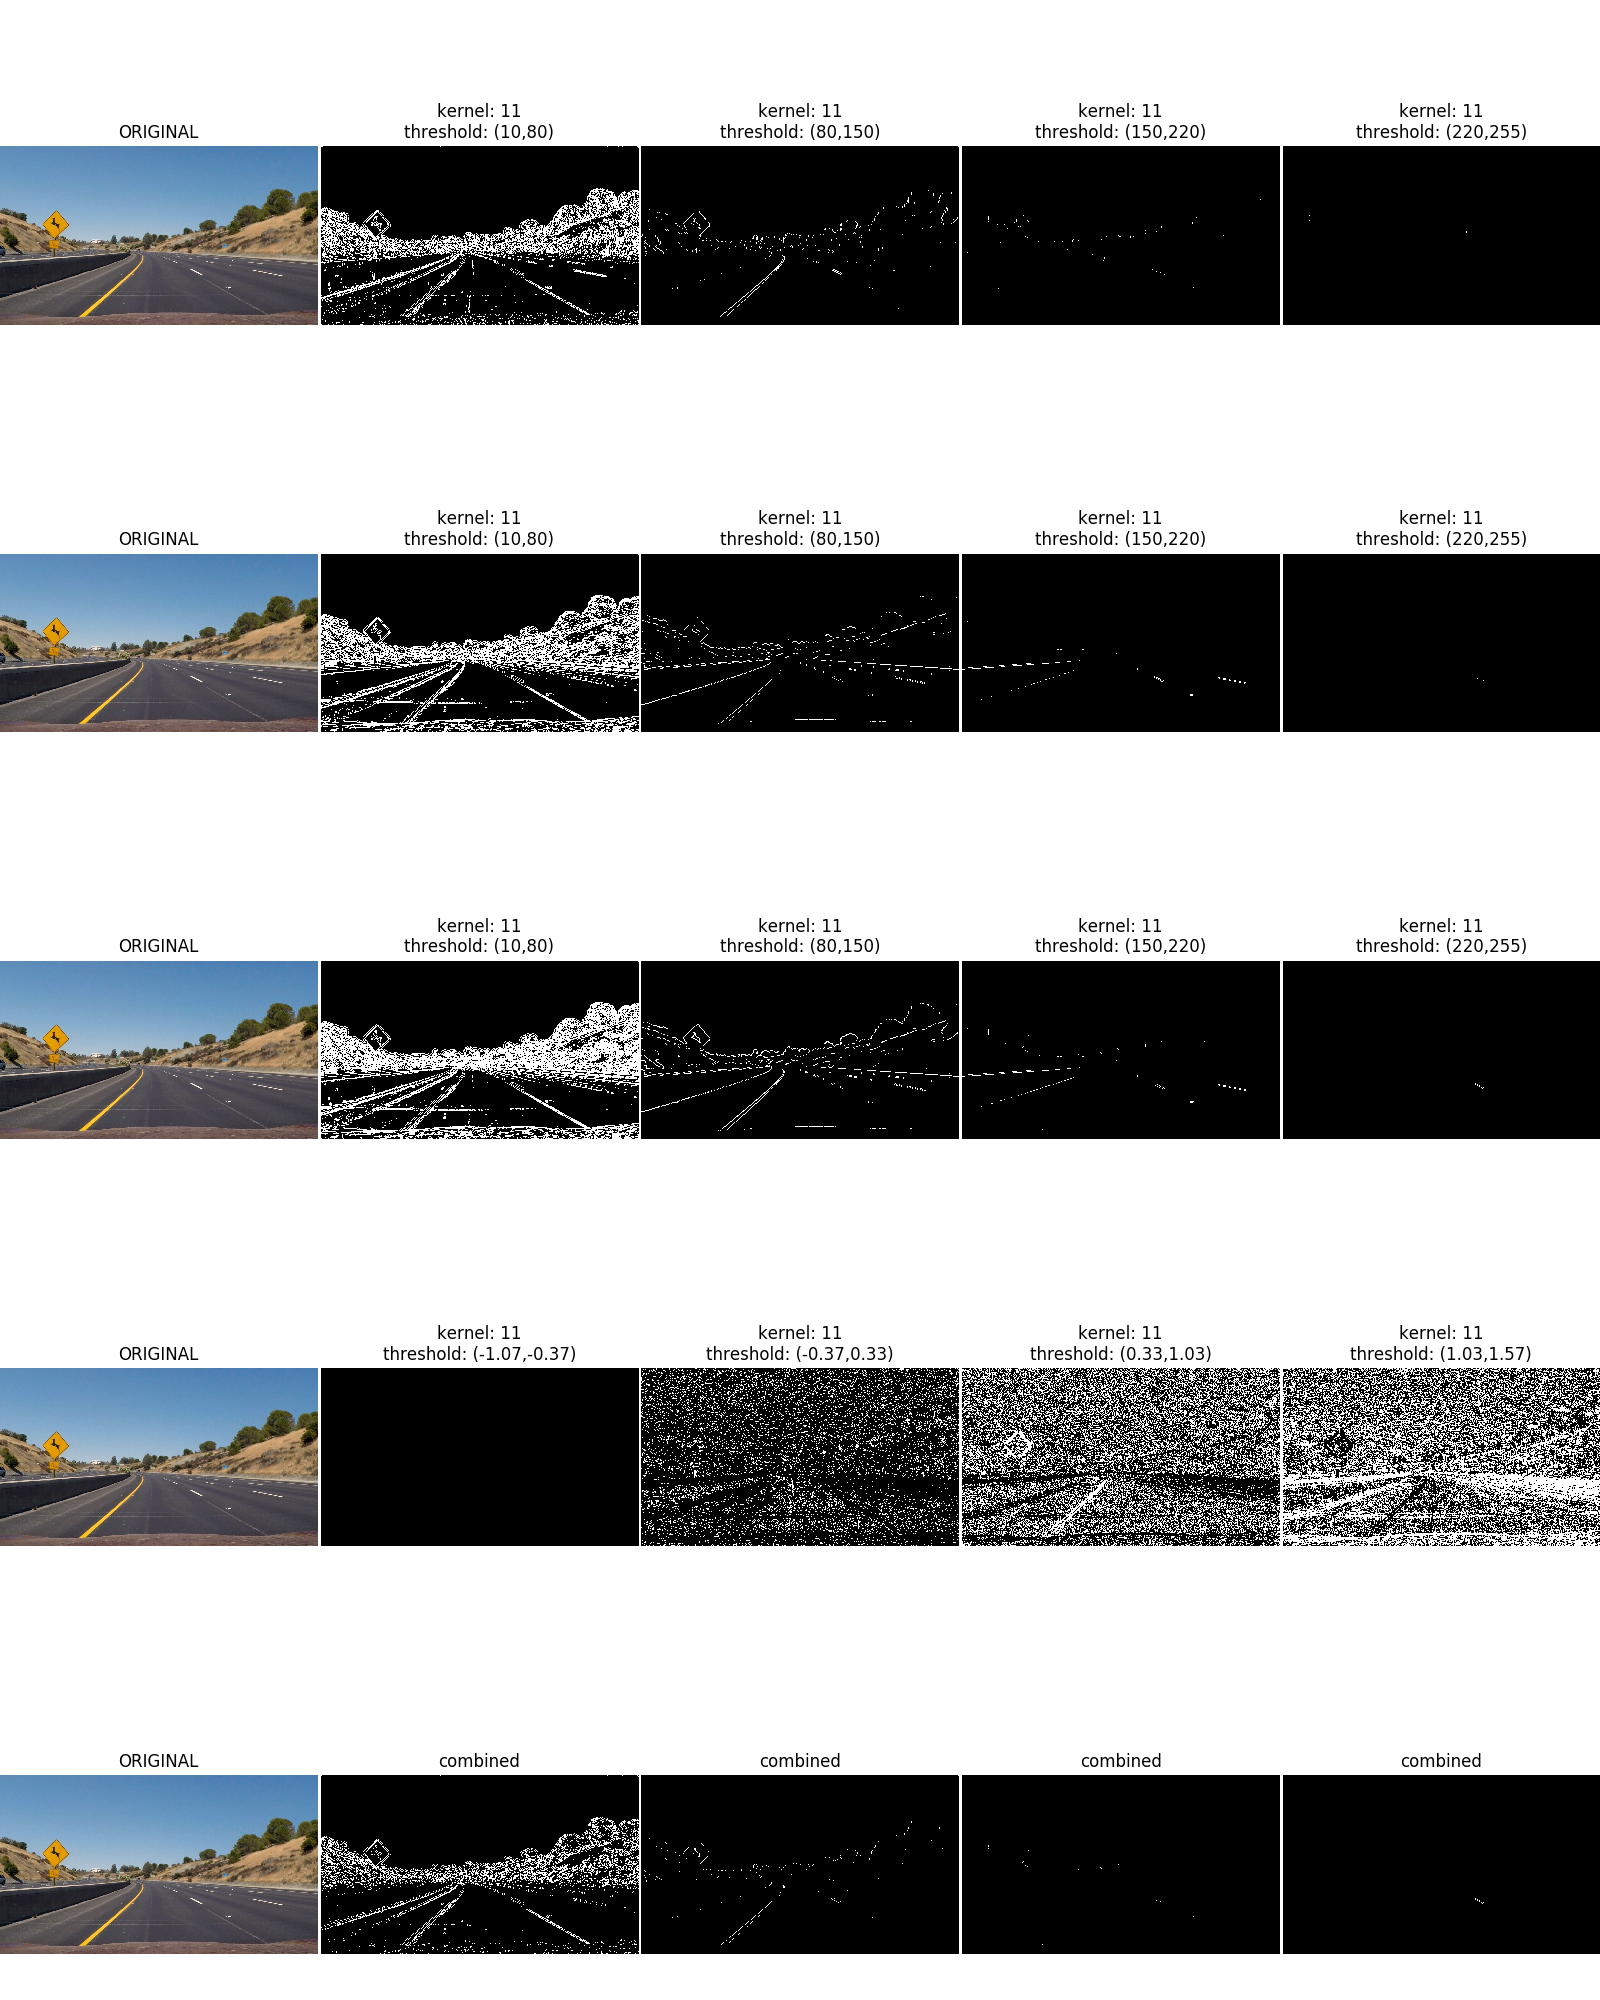 ORIGINAL
kernel: 11
threshold: (10,80)
kernel: 11
threshold: (80,150)
kernel: 11
threshold: (150,220)
kernel: 11
threshold: (220,255)
ORIGINAL
kernel: 11
threshold: (10,80)
kernel: 11
threshold: (80,150)
kernel: 11
threshold: (150,220)
kernel: 11
threshold: (220,255)
ORIGINAL
kernel: 11
threshold: (10,80)
kernel: 11
threshold: (80,150)
kernel: 11
threshold: (150,220)
kernel: 11
threshold: (220,255)
ORIGINAL
kernel: 11
threshold: (-1.07,-0.37)
kernel: 11
threshold: (-0.37,0.33)
kernel: 11
threshold: (0.33,1.03)
kernel: 11
threshold: (1.03,1.57)
ORIGINAL
combined
combined
combined
combined